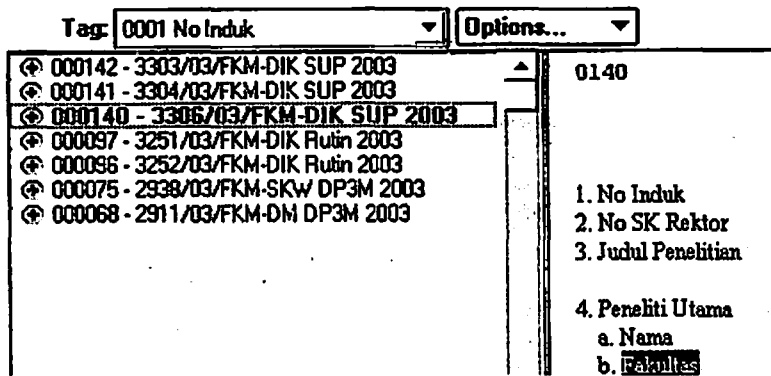 Tag: 0001 No Induk Options...
000142 - 3303/03/FKM-DIK SUP 2003
000141 - 3304/03/FKM-DIK SUP 2003
000140 - 3306/03/FKM-DIK SUP 2003
000097 - 3251/03/FKM-DIK Rutin 2003
000096 - 3252/03/FKM-DIK Rutin 2003
000075 - 2938/03/FKM-SKW DP3M 2003
000068 - 2911/03/FKM-DM DP3M 2003
0140
1. No Induk
2. No SK Rektor
3. Judul Penelitian
4. Peneliti Utama
a. Nama
b. Fakultas